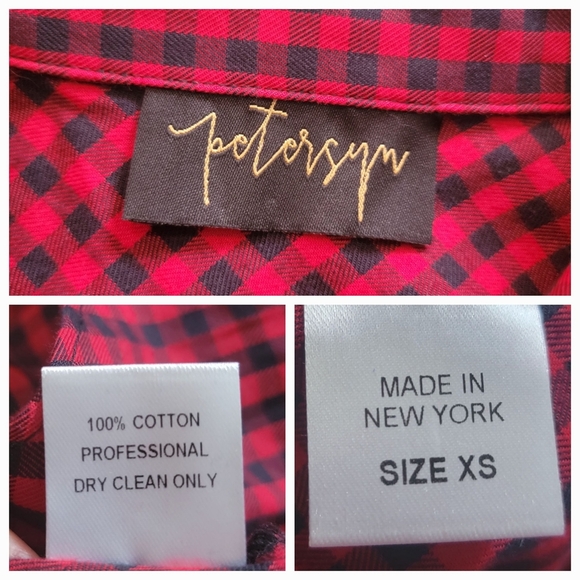 petersyn
100% COTTON
PROFESSIONAL
DRY CLEAN ONLY
MADE IN
NEW YORK
SIZE XS